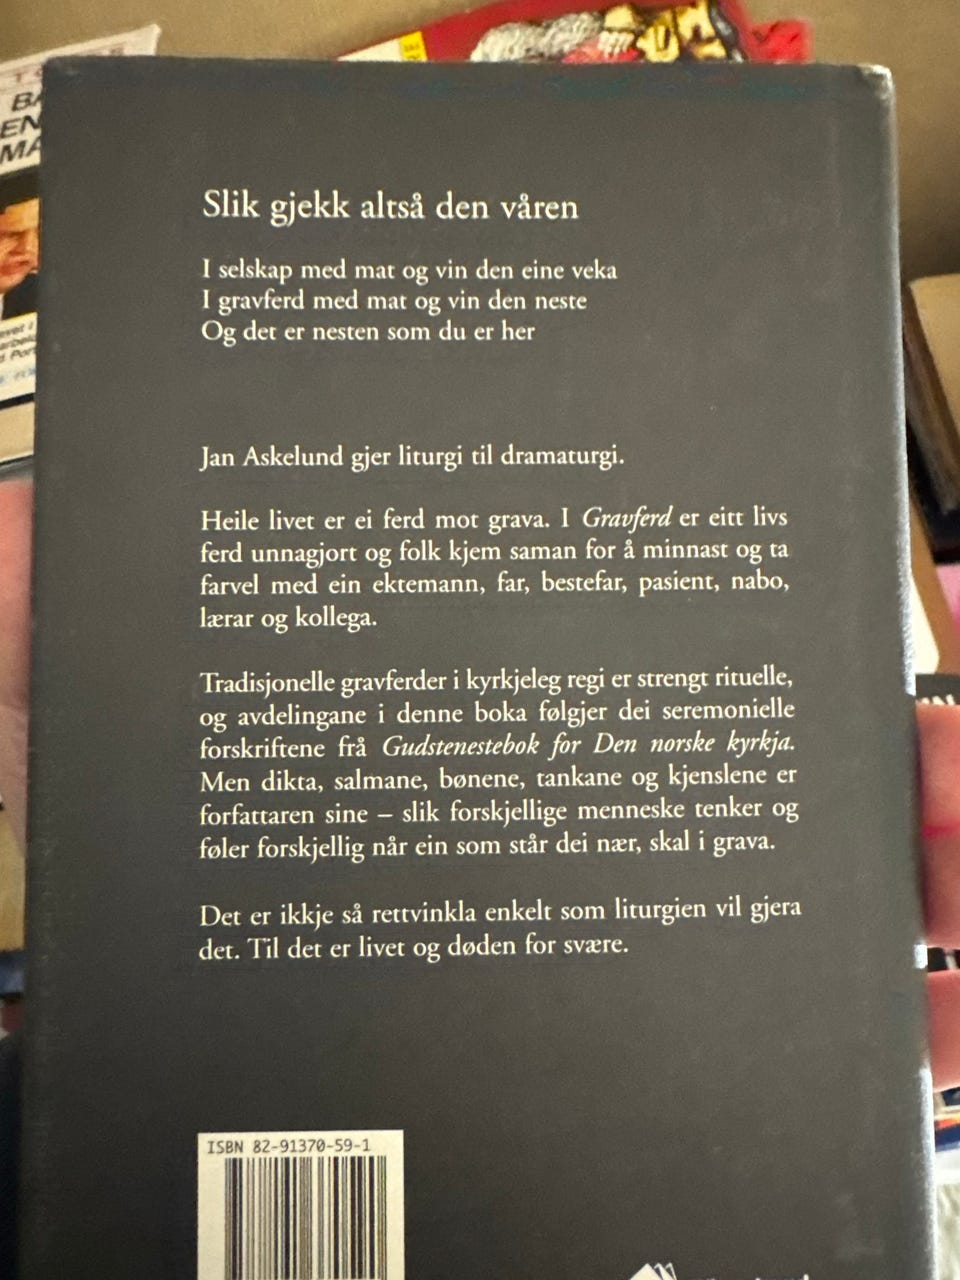 Slik gjekk altså den våren
I selskap med mat og vin den eine veka
I gravferd med mat og vin den neste
Og det er nesten som du er her
Jan Askelund gjer liturgi til dramaturgi.
Heile livet er ei ferd mot grava. I Gravferd er eitt livs
ferd unnagjort og folk kjem saman for å minnast og ta
farvel med ein ektemann, far, bestefar, pasient, nabo,
lærar og kollega.
Tradisjonelle gravferder i kyrkjeleg regi er strengt rituelle,
og avdelingane i denne boka følgjer dei seremonielle
forskriftene frå Gudstenestebok for Den norske kyrkja.
Men dikta, salmane, bønene, tankane og kjenslene er
forfattaren sine – slik forskjellige menneske tenker og
føler forskjellig når ein som står dei nær, skal i grava.
Det er ikkje så rettvinkla enkelt som liturgien vil gjera
det. Til det er livet og døden for svære.
ISBN 82-91370-59-1